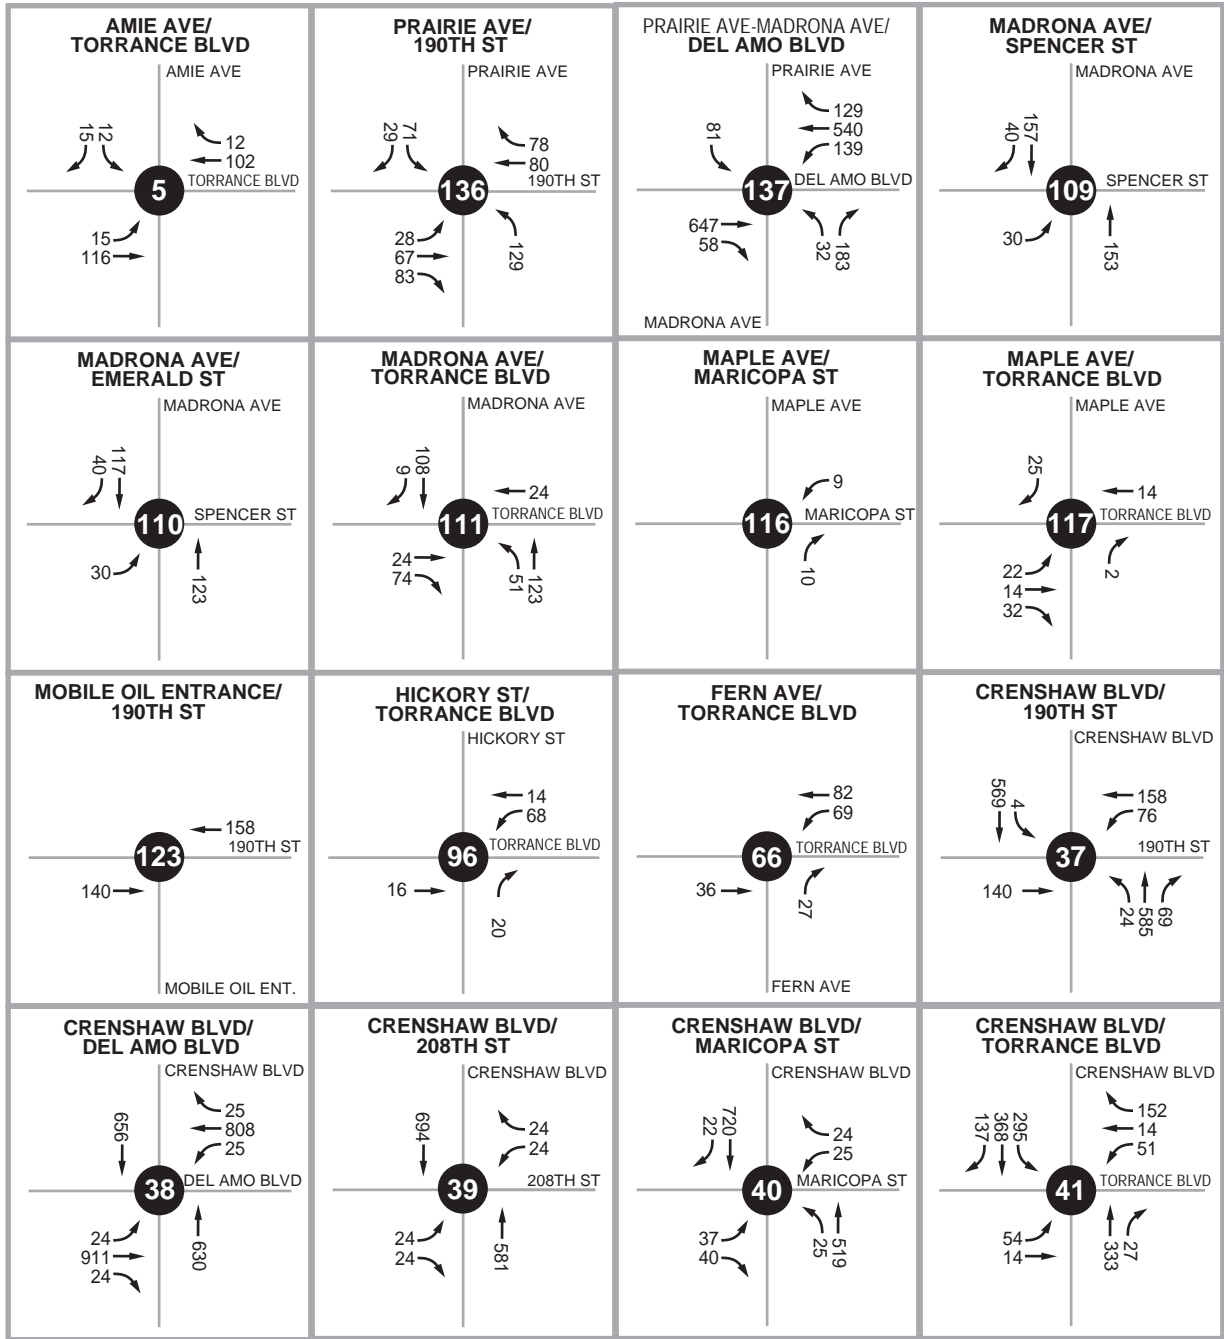 AMIE AVE/
TORRANCE BLVD
AMIE AVE
15
12
12
102
TORRANCE BLVD
5
15
116
PRAIRIE AVE/
190TH ST
PRAIRIE AVE
29
71
78
80
190TH ST
136
28
67
83
129
PRAIRIE AVE-MADRONA AVE/
DEL AMO BLVD
PRAIRIE AVE
81
129
540
139
DEL AMO BLVD
137
647
58
32
183
MADRONA AVE
MADRONA AVE/
SPENCER ST
MADRONA AVE
40
157
109
SPENCER ST
30
153
MADRONA AVE/
EMERALD ST
MADRONA AVE
40
117
110
SPENCER ST
30
123
MADRONA AVE/
TORRANCE BLVD
MADRONA AVE
9
108
24
TORRANCE BLVD
111
24
74
51
123
MAPLE AVE/
MARICOPA ST
MAPLE AVE
9
116
MARICOPA ST
10
MAPLE AVE/
TORRANCE BLVD
MAPLE AVE
25
14
TORRANCE BLVD
117
22
14
32
2
MOBILE OIL ENTRANCE/
190TH ST
158
190TH ST
123
140
MOBILE OIL ENT.
HICKORY ST/
TORRANCE BLVD
HICKORY ST
14
68
TORRANCE BLVD
96
16
20
FERN AVE/
TORRANCE BLVD
82
69
TORRANCE BLVD
66
36
27
FERN AVE
CRENSHAW BLVD/
190TH ST
CRENSHAW BLVD
569
4
158
76
190TH ST
37
140
24
585
69
CRENSHAW BLVD/
DEL AMO BLVD
CRENSHAW BLVD
656
25
808
25
DEL AMO BLVD
38
24
911
24
630
CRENSHAW BLVD/
208TH ST
CRENSHAW BLVD
694
24
24
208TH ST
39
24
24
581
CRENSHAW BLVD/
MARICOPA ST
CRENSHAW BLVD
22
720
24
25
MARICOPA ST
40
37
40
25
519
CRENSHAW BLVD/
TORRANCE BLVD
CRENSHAW BLVD
137
368
295
152
14
51
TORRANCE BLVD
41
54
14
333
27